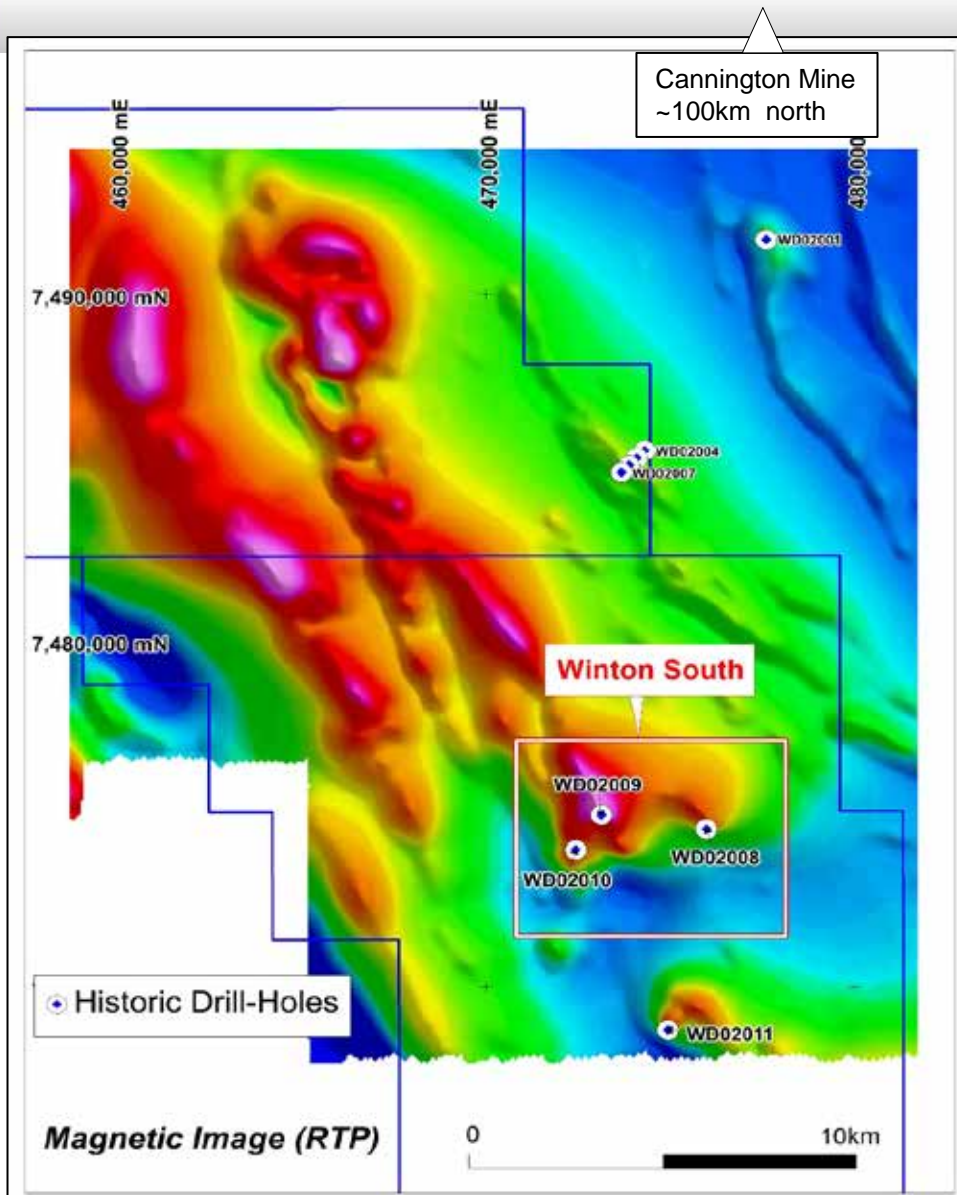 Cannington Mine
~100km north
460,000 mE
470,000 mE
480,000
WD02001
7,490,000 mN
WD02004
WD02007
7,480,000 mN
Winton South
WD02009
WD02008
WD02010
Historic Drill-Holes
WD02011
Magnetic Image (RTP)
0 10km